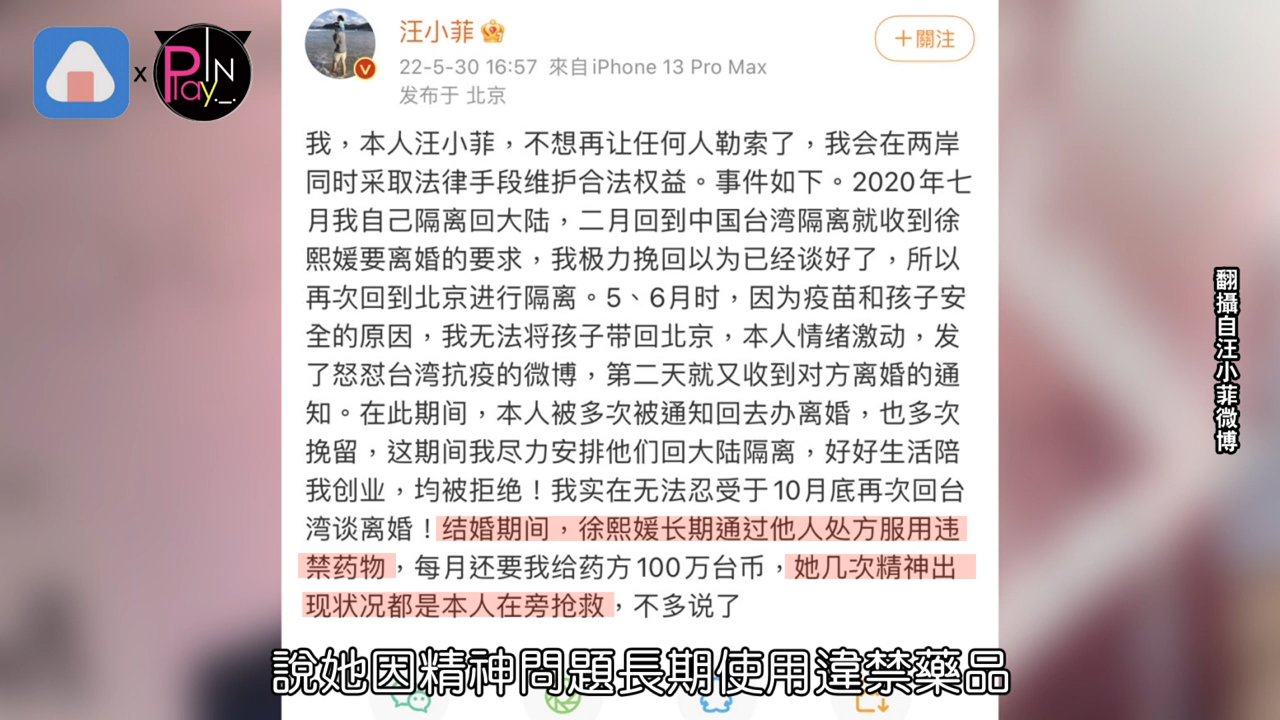 x
PlayIN
汪小菲
22-5-30 16:57 來自iPhone 13 Pro Max
发布于 北京
+關注
我，本人汪小菲，不想再让任何人勒索了，我会在两岸
同时采取法律手段维护合法权益。事件如下。2020年七
月我自己隔离回大陆，二月回到中国台湾隔离就收到徐
熙媛要离婚的要求，我极力挽回以为已经谈好了，所以
再次回到北京进行隔离。5、6月时，因为疫苗和孩子安
全的原因，我无法将孩子带回北京，本人情绪激动，发
了怒怼台湾抗疫的微博，第二天就又收到对方离婚的通
知。在此期间，本人被多次被通知回去办离婚，也多次
挽留，这期间我尽力安排他们回大陆隔离，好好生活陪
我创业，均被拒绝！我实在无法忍受于10月底再次回台
湾谈离婚！结婚期间，徐熙媛长期通过他人处方服用违
禁药物，每月还要我给药方100万台币，她几次精神出
现状况都是本人在旁抢救，不多说了
翻攝自汪小菲微博
說她因精神問題長期使用違禁藥品